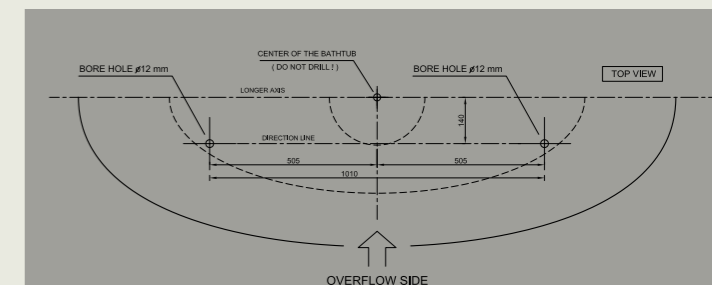 CENTER OF THE BATHTUB
( DO NOT DRILL ! )
BORE HOLE ø12 mm
BORE HOLE ø12 mm
TOP VIEW
LONGER AXIS
140
DIRECTION LINE
505
505
1010
OVERFLOW SIDE